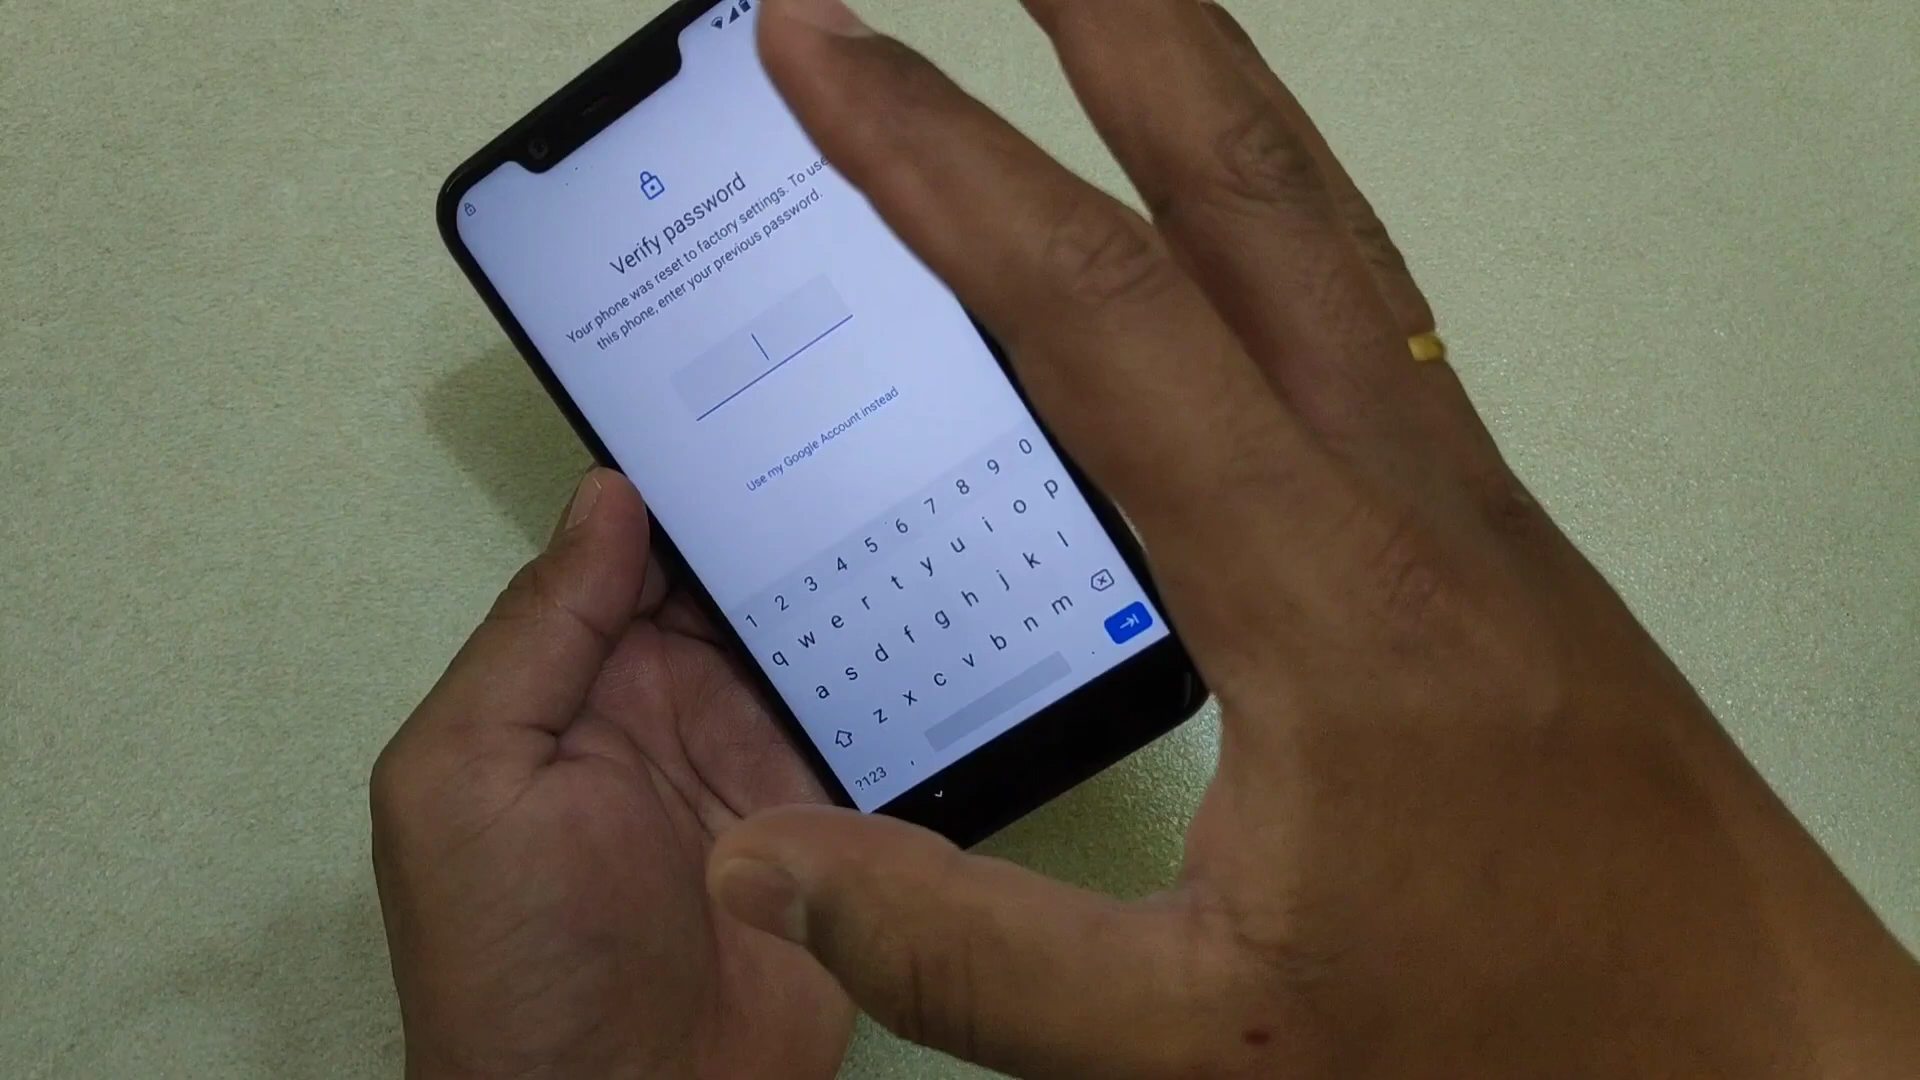 Verify password
Your phone was reset to factory settings. To use
this phone, enter your previous password.
Use my Google Account instead
1 2 3 4 5 6 7 8 9 0
q w e r t y u i o p
a s d f g h j k l
z x c v b n m
?123 , .